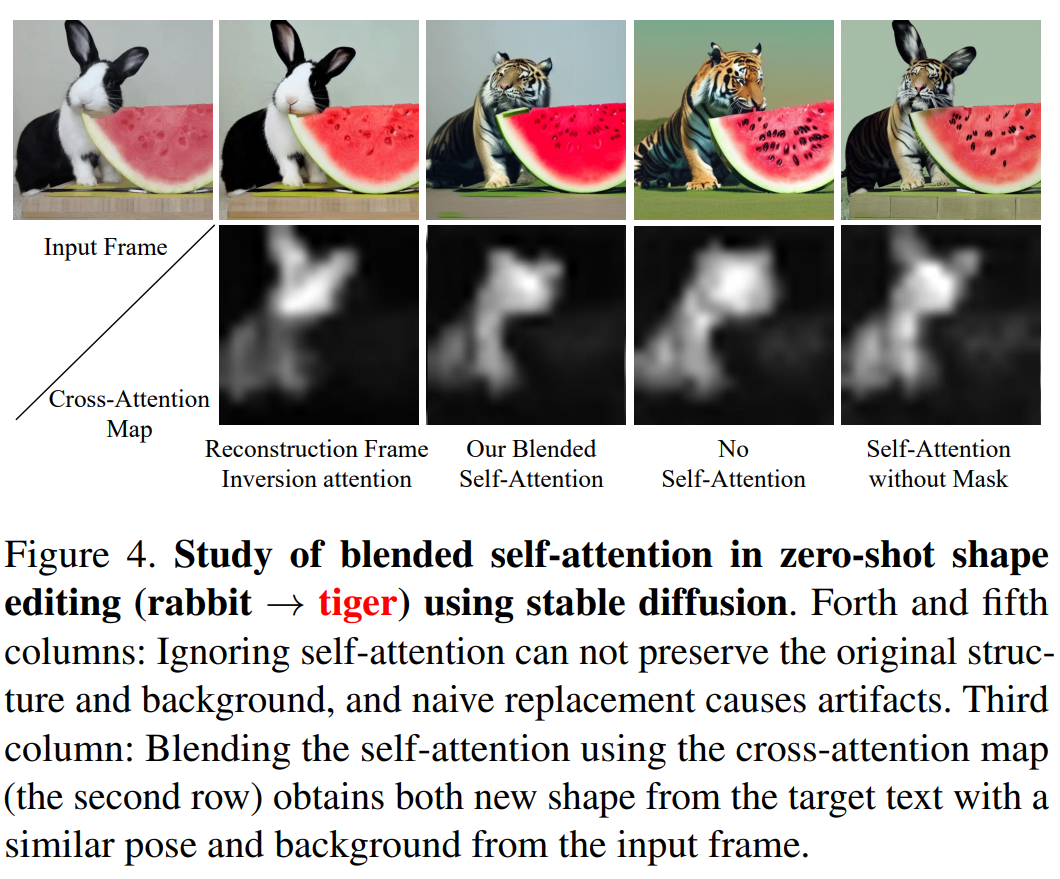 Input Frame
Cross-Attention
Map
Reconstruction Frame
Inversion attention
Our Blended
Self-Attention
No
Self-Attention
Self-Attention
without Mask
Figure 4. Study of blended self-attention in zero-shot shape
editing (rabbit → tiger) using stable diffusion. Forth and fifth
columns: Ignoring self-attention can not preserve the original struc-
ture and background, and naive replacement causes artifacts. Third
column: Blending the self-attention using the cross-attention map
(the second row) obtains both new shape from the target text with a
similar pose and background from the input frame.